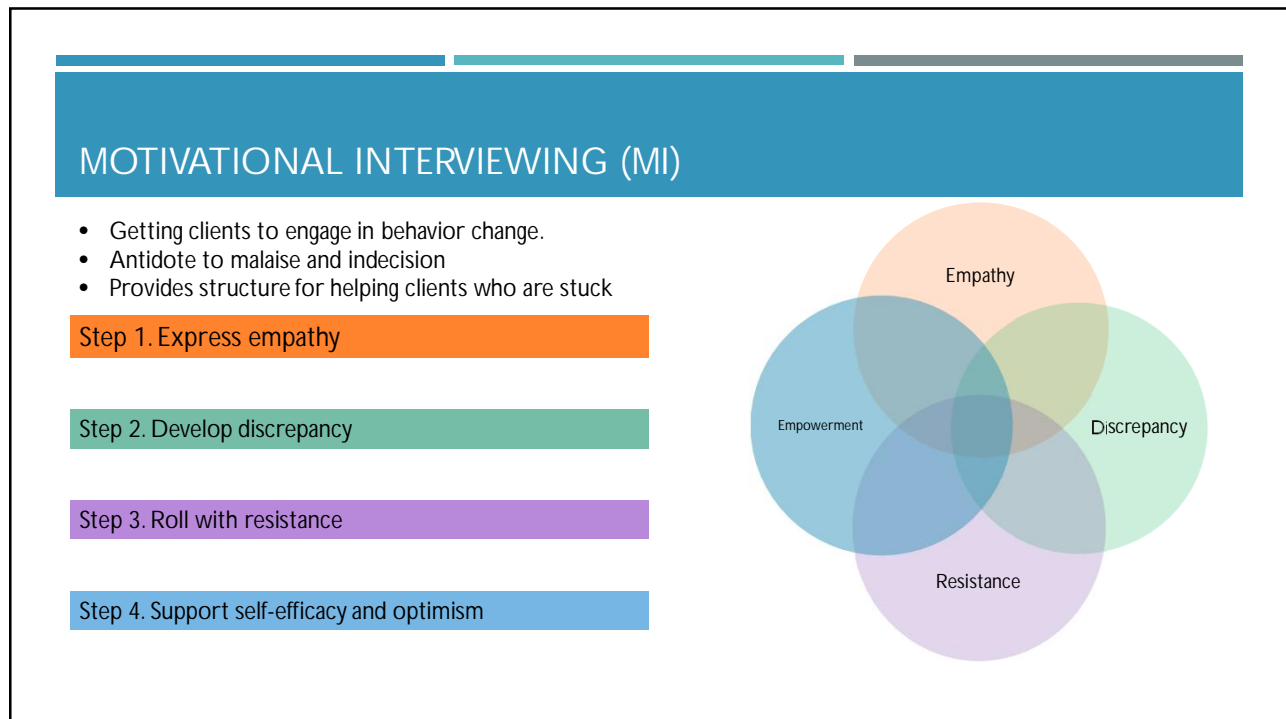 MOTIVATIONAL INTERVIEWING (MI)
• Getting clients to engage in behavior change.
• Antidote to malaise and indecision
• Provides structure for helping clients who are stuck
Step 1. Express empathy
Step 2. Develop discrepancy
Step 3. Roll with resistance
Step 4. Support self-efficacy and optimism
Empathy
Empowerment
Discrepancy
Resistance